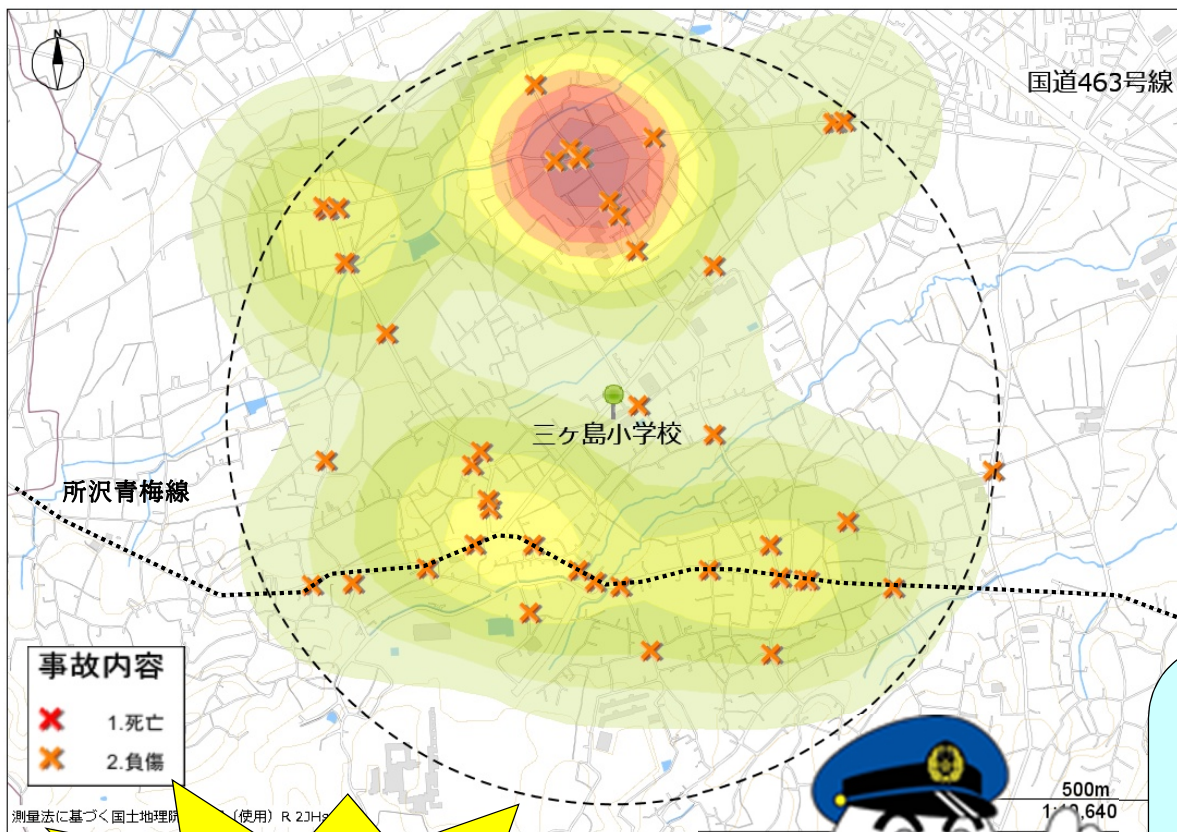 N
国道463号線
三ヶ島小学校
所沢青梅線
事故内容
1.死亡
2.負傷
500m
測量法に基づく国土地理院
（使用）R 2JHs